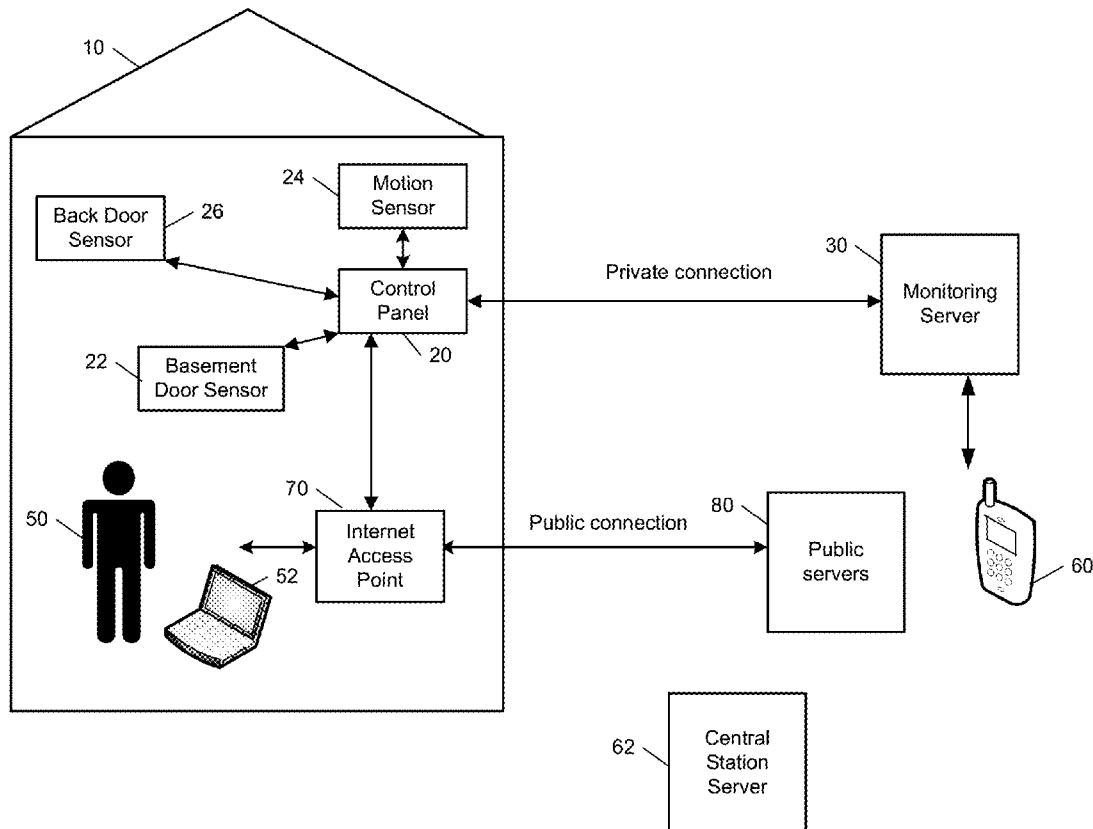 10
24
Motion
Sensor
Back Door
Sensor
26
Control
Panel
20
Private connection
30
Monitoring
Server
22
Basement
Door Sensor
50
52
70
Internet
Access
Point
Public connection
80
Public
servers
60
62
Central
Station
Server